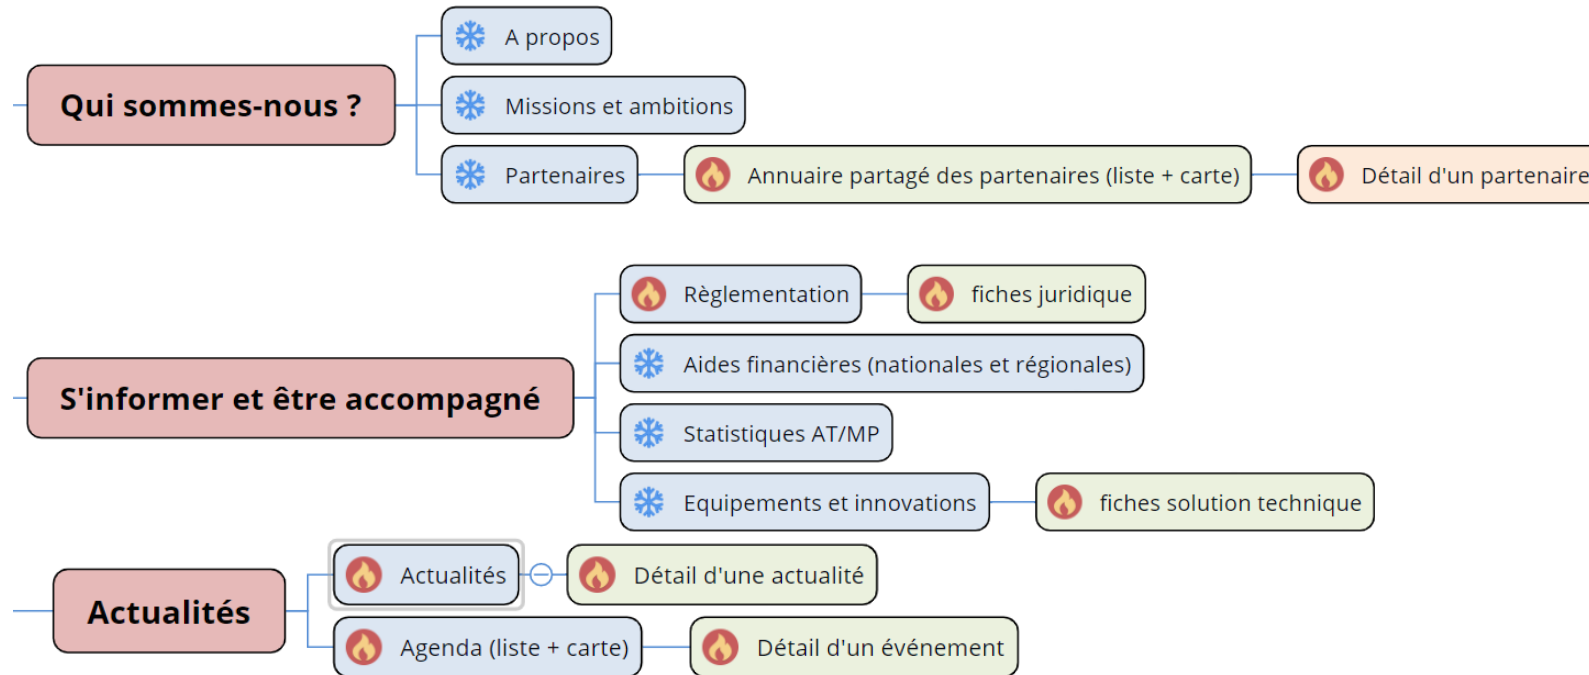 Qui sommes-nous ?
A propos
Missions et ambitions
Partenaires
Annuaire partagé des partenaires (liste + carte)
Détail d'un partenaire
S'informer et être accompagné
Règlementation
fiches juridique
Aides financières (nationales et régionales)
Statistiques AT/MP
Equipements et innovations
fiches solution technique
Actualités
Actualités
Détail d'une actualité
Agenda (liste + carte)
Détail d'un événement